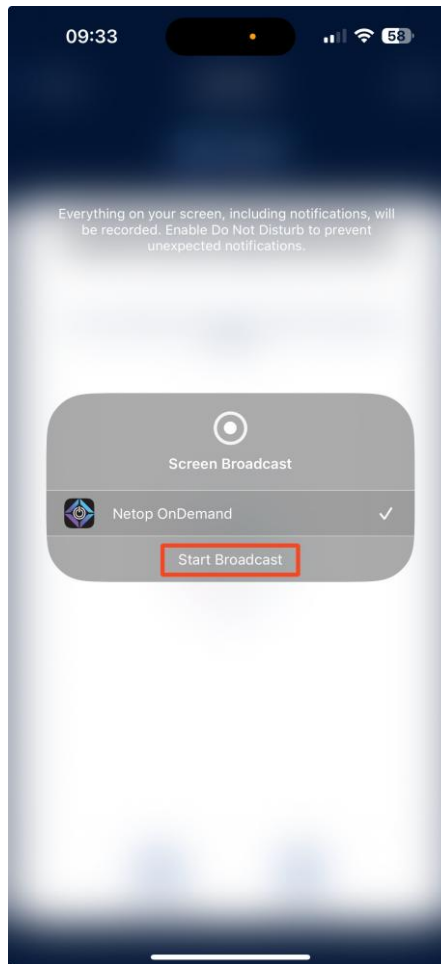 09:33
58
Everything on your screen, including notifications, will
be recorded. Enable Do Not Disturb to prevent
unexpected notifications.
Screen Broadcast
Netop OnDemand
Start Broadcast